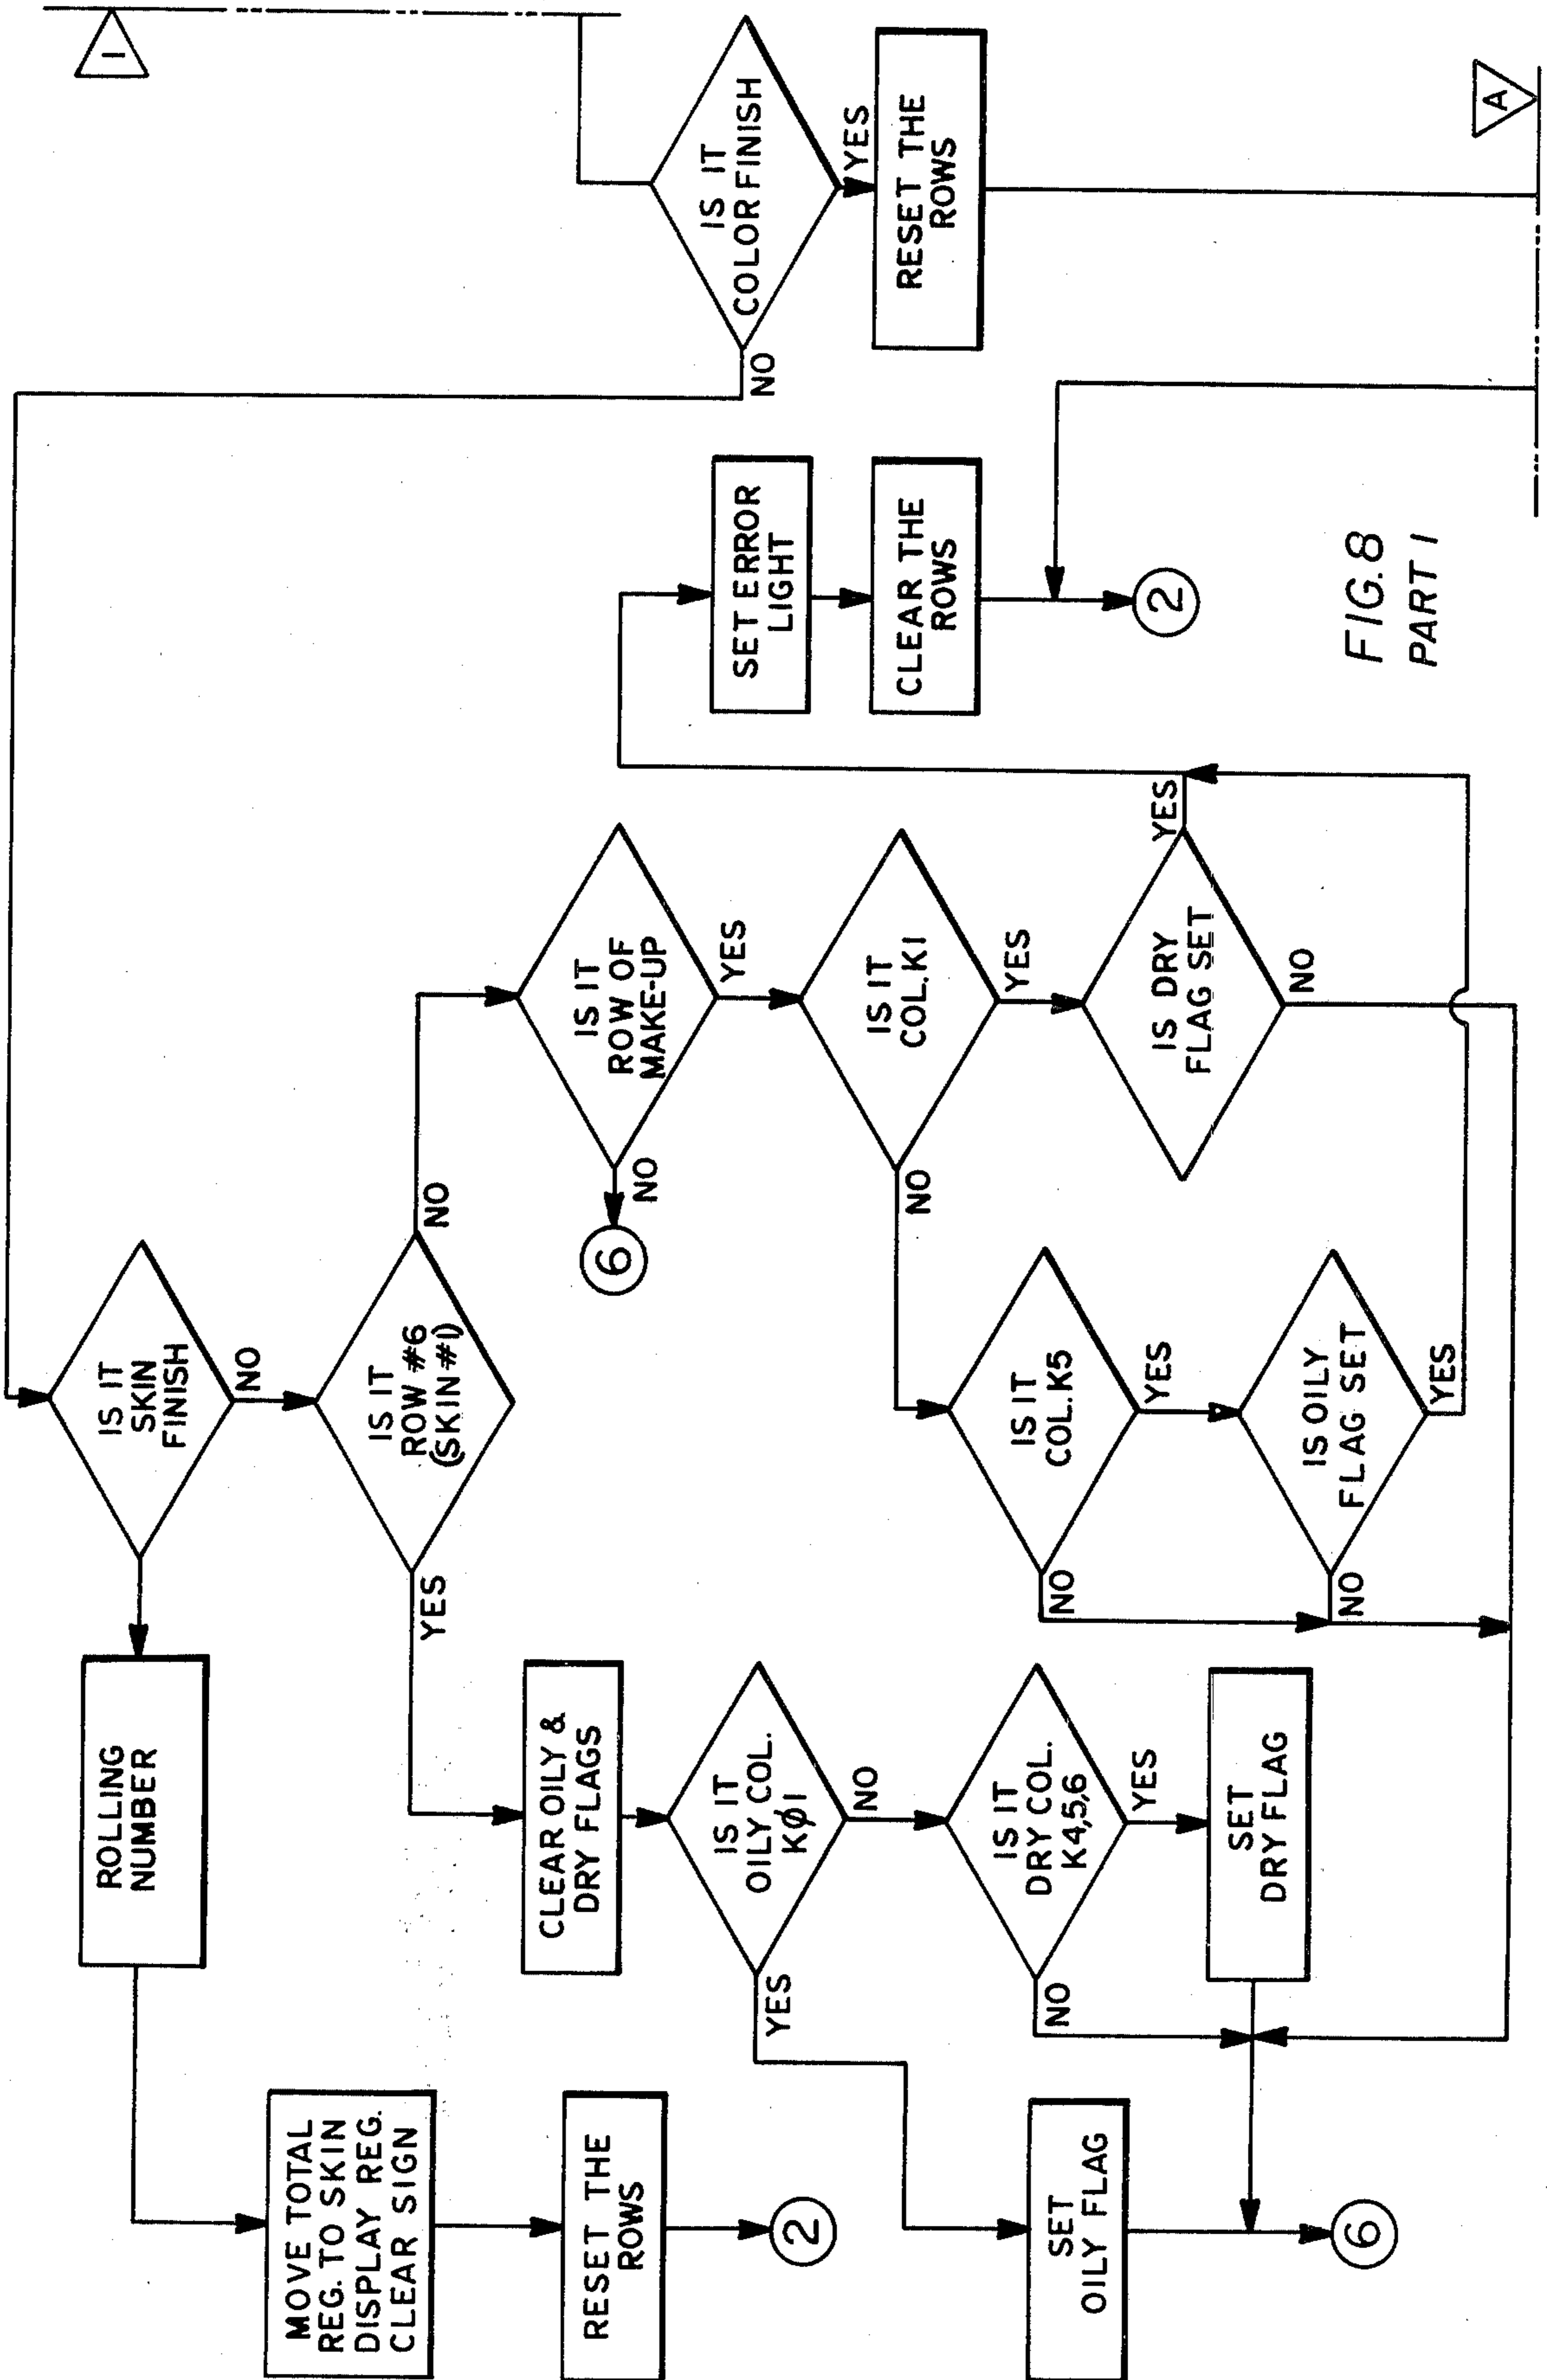 1
IS IT
COLOR FINISH
NO
YES
RESET THE
ROWS
A
IS IT
SKIN
FINISH
NO
ROLLING
NUMBER
MOVE TOTAL
REG. TO SKIN
DISPLAY REG.
CLEAR SIGN
RESET THE
ROWS
2
IS IT
ROW #6
(SKIN #1)
YES
NO
CLEAR OILY &
DRY FLAGS
IS IT
OILY COL.
KØ1
YES
NO
IS IT
DRY COL.
K4,5,6
NO
YES
SET
DRY FLAG
SET
OILY FLAG
6
IS IT
ROW OF
MAKE-UP
NO
6
YES
IS IT
COL.K1
NO
YES
IS IT
COL.K5
NO
YES
IS OILY
FLAG SET
NO
YES
IS DRY
FLAG SET
YES
NO
SET ERROR
LIGHT
CLEAR THE
ROWS
2
FIG.8
PART 1